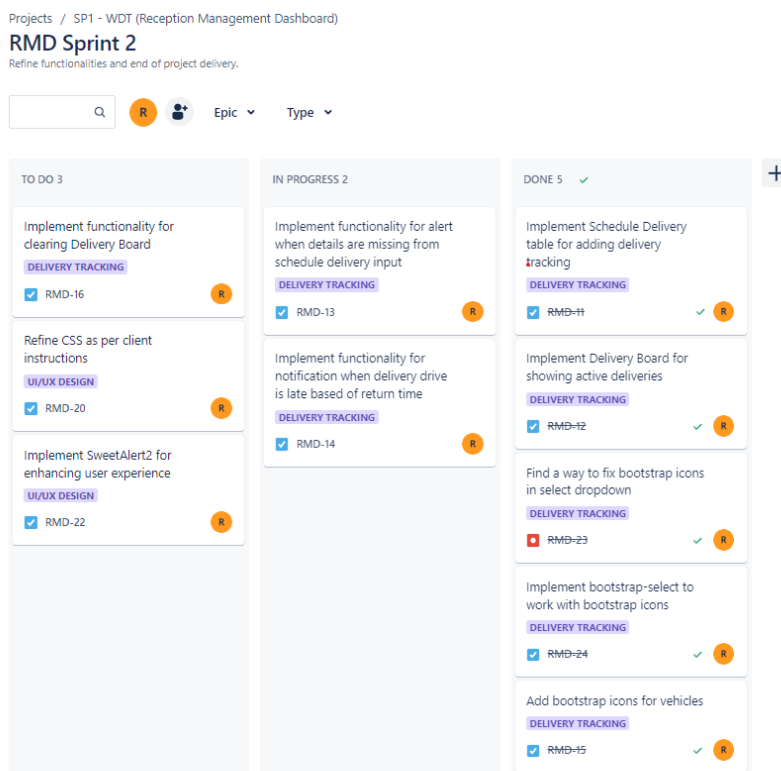 Projects / SP1 - WDT (Reception Management Dashboard)
RMD Sprint 2
Refine functionalities and end of project delivery.
R
Epic
Type
TO DO 3
Implement functionality for
clearing Delivery Board
DELIVERY TRACKING
RMD-16
R
Refine CSS as per client
instructions
UI/UX DESIGN
RMD-20
R
Implement SweetAlert2 for
enhancing user experience
UI/UX DESIGN
RMD-22
R
IN PROGRESS 2
Implement functionality for alert
when details are missing from
schedule delivery input
DELIVERY TRACKING
RMD-13
R
Implement functionality for
notification when delivery drive
is late based of return time
DELIVERY TRACKING
RMD-14
R
DONE 5
Implement Schedule Delivery
table for adding delivery
tracking
DELIVERY TRACKING
RMD-11
R
Implement Delivery Board for
showing active deliveries
DELIVERY TRACKING
RMD-12
R
Find a way to fix bootstrap icons
in select dropdown
DELIVERY TRACKING
RMD-23
R
Implement bootstrap-select to
work with bootstrap icons
DELIVERY TRACKING
RMD-24
R
Add bootstrap icons for vehicles
DELIVERY TRACKING
RMD-15
R